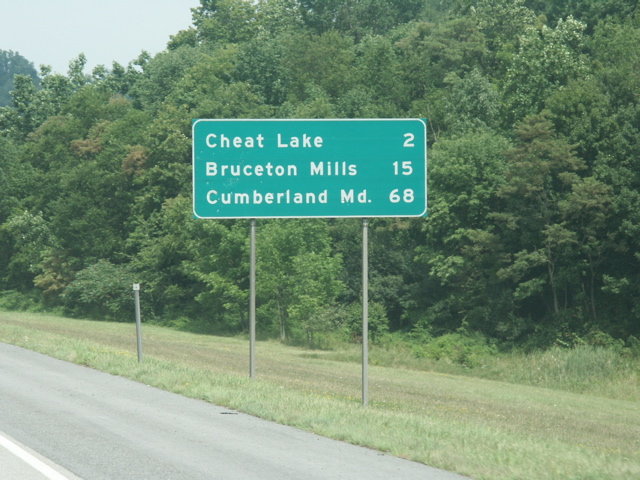 Cheat Lake 2
Bruceton Mills 15
Cumberland Md. 68